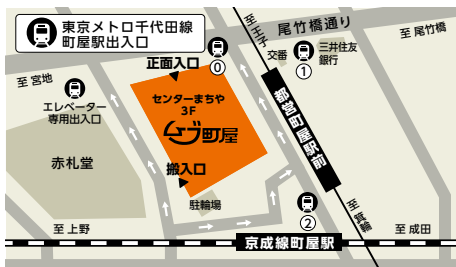 東京メトロ千代田線
町屋駅出入口
至王子
尾竹橋通り
至尾竹橋
正面入口
⓪
交番
①
三井住友
銀行
至宮地
エレベーター
専用出入口
センターまちや
3F
ムーブ町屋
都営町屋駅前
赤札堂
搬入口
駐輪場
②
至箕輪
至上野
京成線町屋駅
至成田